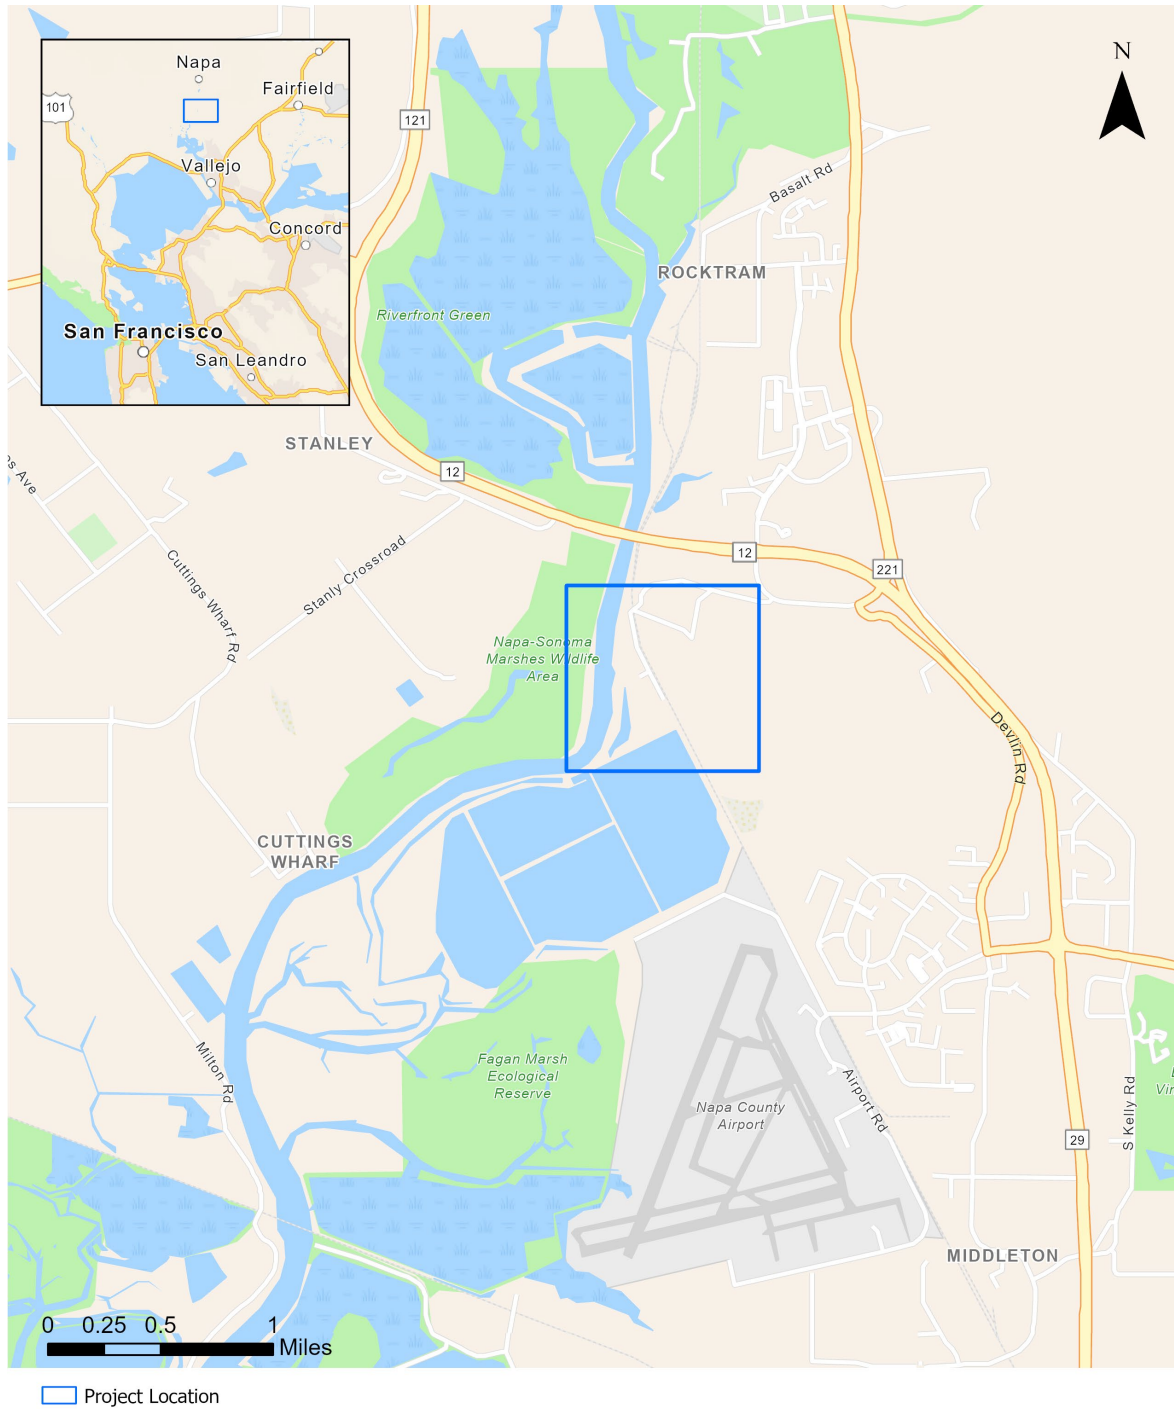 N
Napa
Fairfield
101
Vallejo
Concord
San Francisco
San Leandro
121
Basalt Rd
ROCKTRAM
Riverfront Green
STANLEY
12
os Ave
Cuttings Wharf Rd
Stanly Crossroad
12
221
Napa-Sonoma
Marshes Wildlife
Area
Devlin Rd
CUTTINGS
WHARF
Milton Rd
Fagan Marsh
Ecological
Reserve
Napa County
Airport
Airport Rd
S Kelly Rd
Vir
29
MIDDLETON
0 0.25 0.5 1
Miles
Project Location